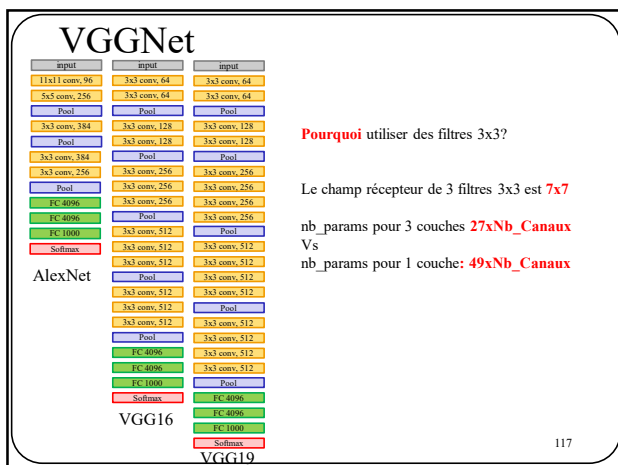 VGGNet
input
11x11 conv, 96
5x5 conv, 256
Pool
3x3 conv, 384
Pool
3x3 conv, 384
3x3 conv, 256
Pool
FC 4096
FC 4096
FC 1000
Softmax
AlexNet
input
3x3 conv, 64
3x3 conv, 64
Pool
3x3 conv, 128
3x3 conv, 128
Pool
3x3 conv, 256
3x3 conv, 256
3x3 conv, 256
Pool
3x3 conv, 512
3x3 conv, 512
3x3 conv, 512
Pool
3x3 conv, 512
3x3 conv, 512
3x3 conv, 512
Pool
FC 4096
FC 4096
FC 1000
Softmax
VGG16
input
3x3 conv, 64
3x3 conv, 64
Pool
3x3 conv, 128
3x3 conv, 128
Pool
3x3 conv, 256
3x3 conv, 256
3x3 conv, 256
3x3 conv, 256
Pool
3x3 conv, 512
3x3 conv, 512
3x3 conv, 512
3x3 conv, 512
Pool
3x3 conv, 512
3x3 conv, 512
3x3 conv, 512
3x3 conv, 512
Pool
FC 4096
FC 4096
FC 1000
Softmax
VGG19
Pourquoi utiliser des filtres 3x3?
Le champ récepteur de 3 filtres 3x3 est 7x7
nb_params pour 3 couches 27xNb_Canaux
Vs
nb_params pour 1 couche: 49xNb_Canaux
117